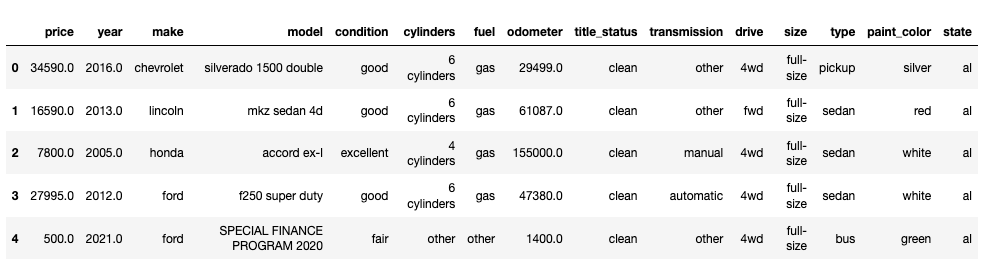 price year make model condition cylinders fuel odometer title_status transmission drive size type paint_color state
0 34590.0 2016.0 chevrolet silverado 1500 double good 6 cylinders gas 29499.0 clean other 4wd full-size pickup silver al
1 16590.0 2013.0 lincoln mkz sedan 4d good 6 cylinders gas 61087.0 clean other fwd full-size sedan red al
2 7800.0 2005.0 honda accord ex-l excellent 4 cylinders gas 155000.0 clean manual 4wd full-size sedan white al
3 27995.0 2012.0 ford f250 super duty good 6 cylinders gas 47380.0 clean automatic 4wd full-size sedan white al
4 500.0 2021.0 ford SPECIAL FINANCE PROGRAM 2020 fair other other 1400.0 clean other 4wd full-size bus green al